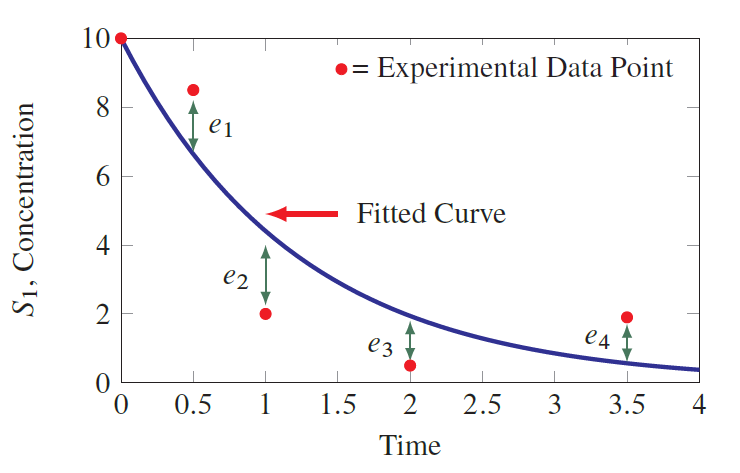 10
= Experimental Data Point
8
e1
6
S1, Concentration
Fitted Curve
4
e2
2
e3
e4
0
0 0.5 1 1.5 2 2.5 3 3.5 4
Time